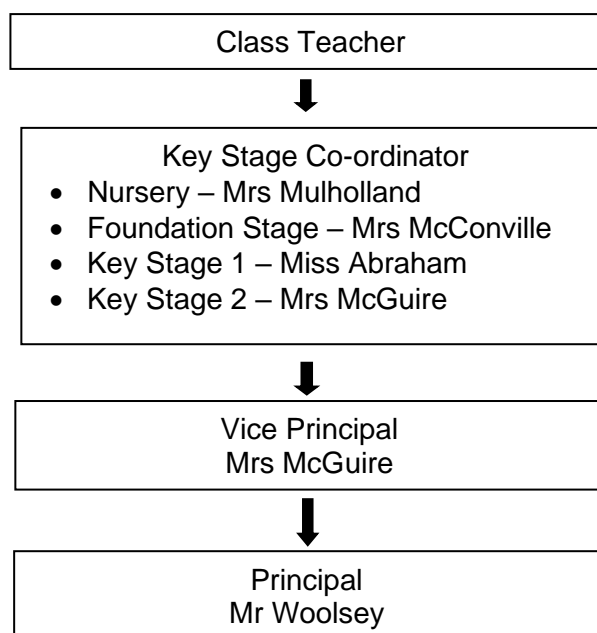 Class Teacher
Key Stage Co-ordinator
• Nursery – Mrs Mulholland
• Foundation Stage – Mrs McConville
• Key Stage 1 – Miss Abraham
• Key Stage 2 – Mrs McGuire
Vice Principal
Mrs McGuire
Principal
Mr Woolsey